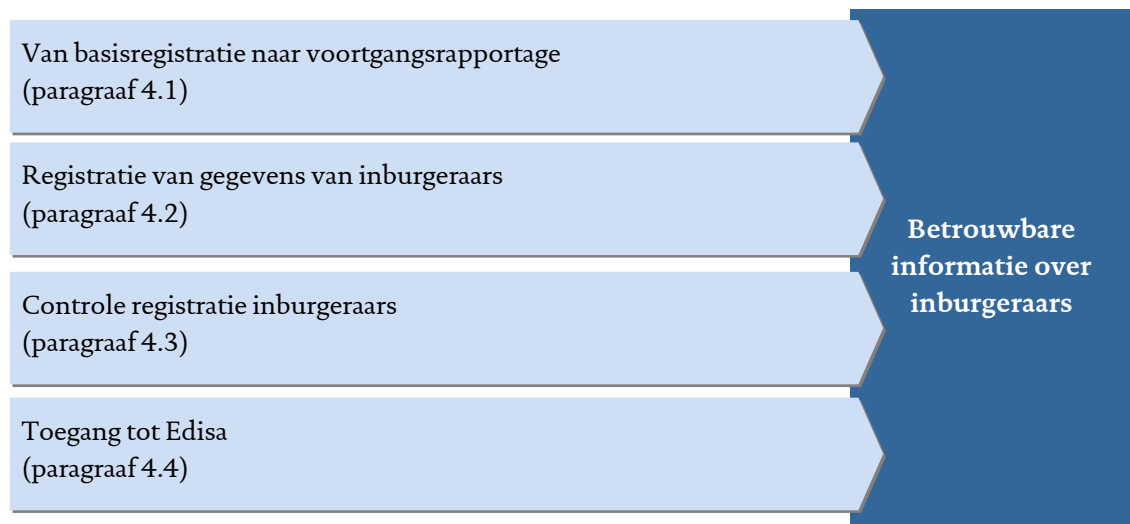 Van basisregistratie naar voortgangsrapportage
(paragraaf 4.1)
Registratie van gegevens van inburgeraars
(paragraaf 4.2)
Controle registratie inburgeraars
(paragraaf 4.3)
Toegang tot Edisa
(paragraaf 4.4)
Betrouwbare
informatie over
inburgeraars